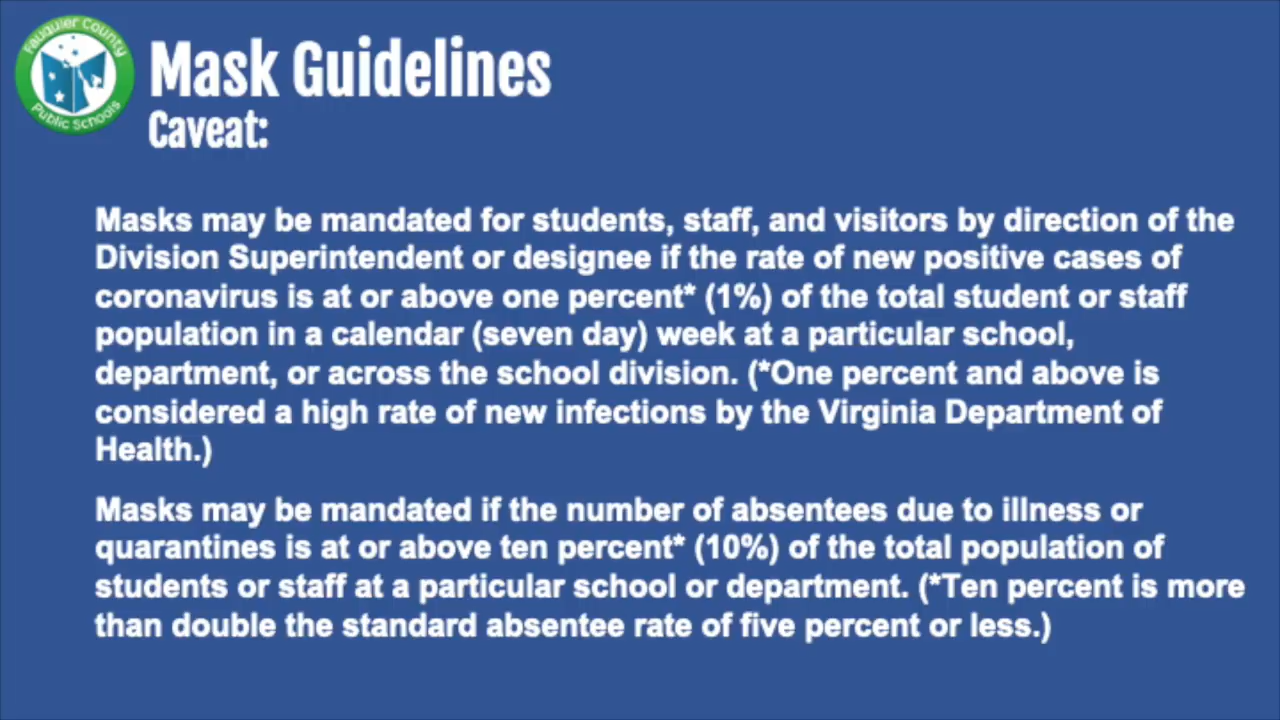 Fauquier County
Public Schools
Mask Guidelines
Caveat:
Masks may be mandated for students, staff, and visitors by direction of the
Division Superintendent or designee if the rate of new positive cases of
coronavirus is at or above one percent* (1%) of the total student or staff
population in a calendar (seven day) week at a particular school,
department, or across the school division. (*One percent and above is
considered a high rate of new infections by the Virginia Department of
Health.)
Masks may be mandated if the number of absentees due to illness or
quarantines is at or above ten percent* (10%) of the total population of
students or staff at a particular school or department. (*Ten percent is more
than double the standard absentee rate of five percent or less.)